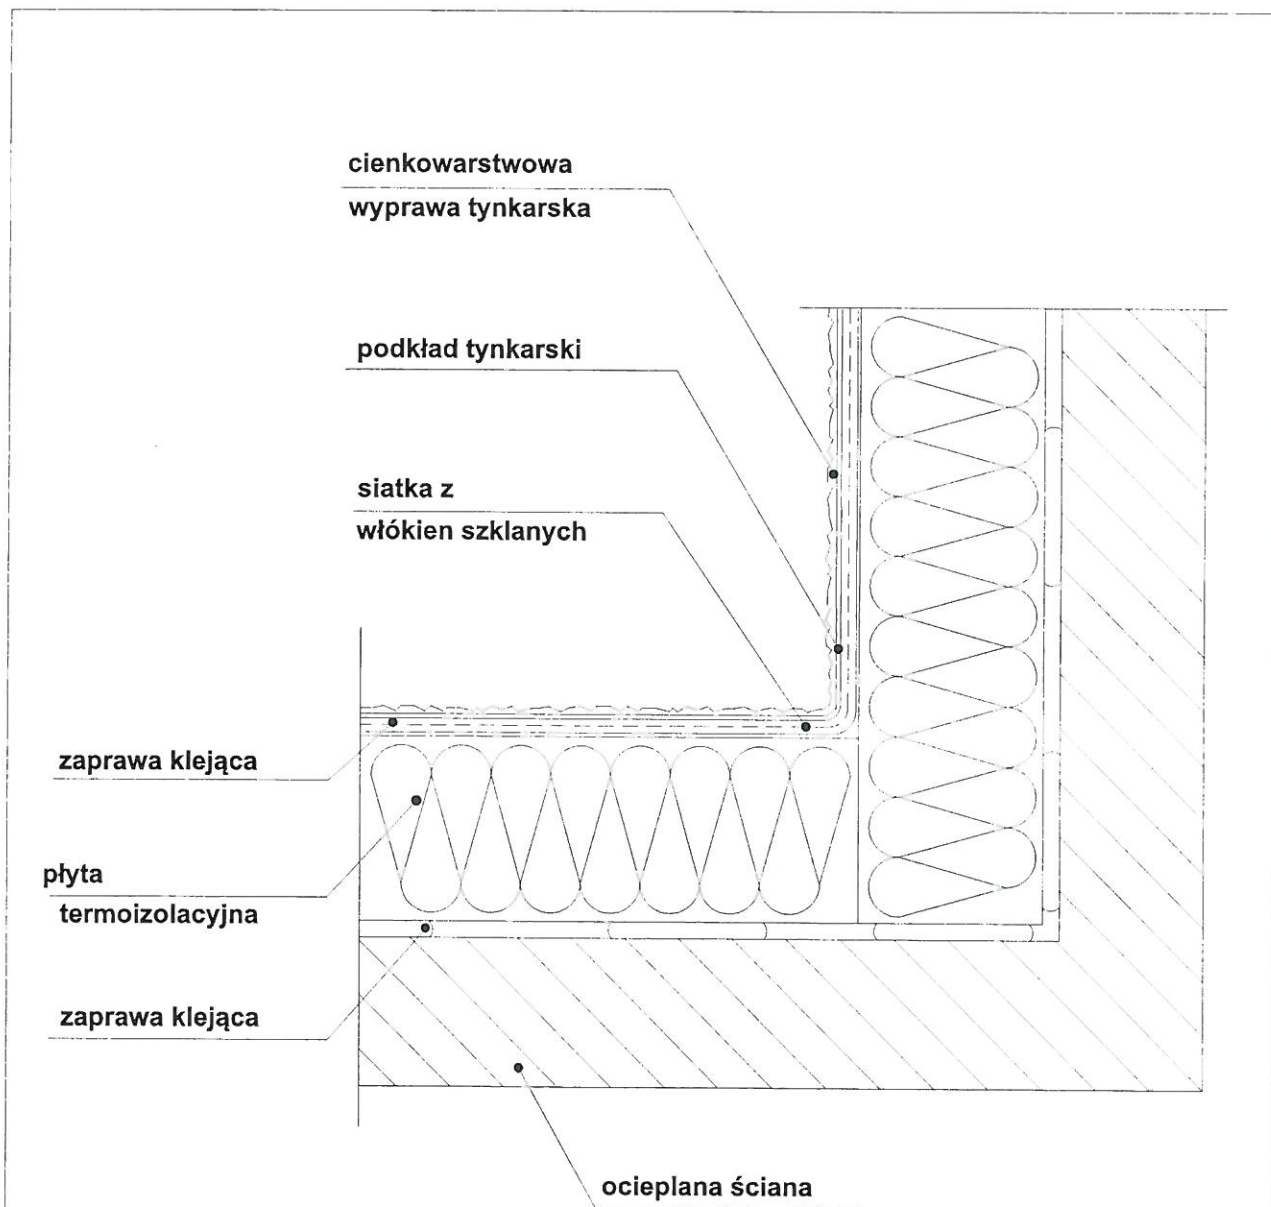 cienkowarstwowa
wyprawa tynkarska
podkład tynkarski
siatka z
włókien szklanych
zaprawa klejąca
płyta
termoizolacyjna
zaprawa klejąca
ocieplana ściana